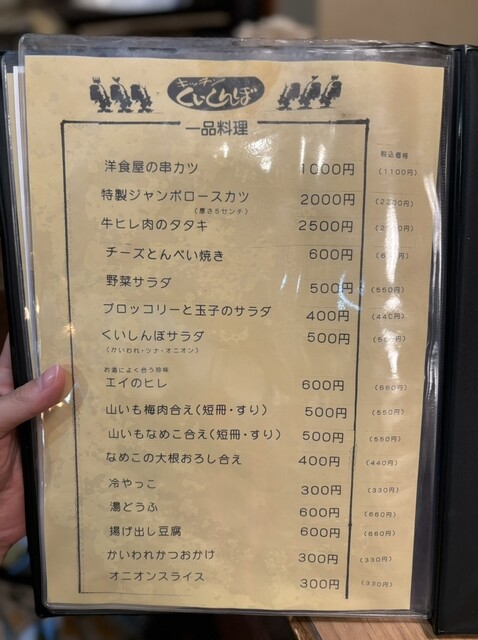 キッチン
くいしんぼ
一品料理
税込価格
洋食屋の串カツ 1000円 (1100円)
特製ジャンボロースカツ 2000円 (2200円)
(厚さ5センチ)
牛ヒレ肉のタタキ 2500円
チーズとんぺい焼き 600円
野菜サラダ 500円 (550円)
ブロッコリーと玉子のサラダ 400円 (440円)
くいしんぼサラダ 500円
(かいわれ・ツナ・オニオン)
お酒によく合う珍味
エイのヒレ 600円 (660円)
山いも梅肉合え(短冊・すり) 500円 (550円)
山いもなめこ合え(短冊・すり) 500円 (550円)
なめこの大根おろし合え 400円 (440円)
冷やっこ 300円 (330円)
湯どうふ 600円 (660円)
揚げ出し豆腐 600円 (660円)
かいわれかつおかけ 300円 (330円)
オニオンスライス 300円 (330円)